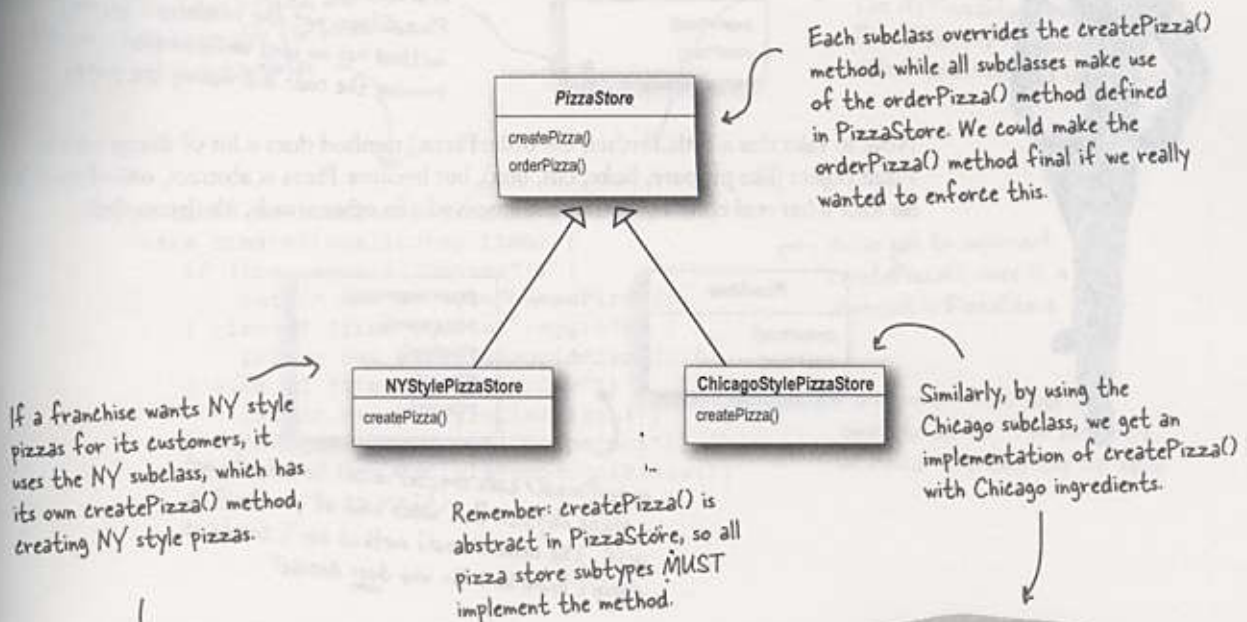 Each subclass overrides the createPizza()
method, while all subclasses make use
of the orderPizza() method defined
in PizzaStore. We could make the
orderPizza() method final if we really
wanted to enforce this.
PizzaStore
createPizza()
orderPizza()
NYStylePizzaStore
createPizza()
ChicagoStylePizzaStore
createPizza()
If a franchise wants NY style
pizzas for its customers, it
uses the NY subclass, which has
its own createPizza() method,
creating NY style pizzas.
Remember: createPizza() is
abstract in PizzaStore, so all
pizza store subtypes MUST
implement the method.
Similarly, by using the
Chicago subclass, we get an
implementation of createPizza()
with Chicago ingredients.